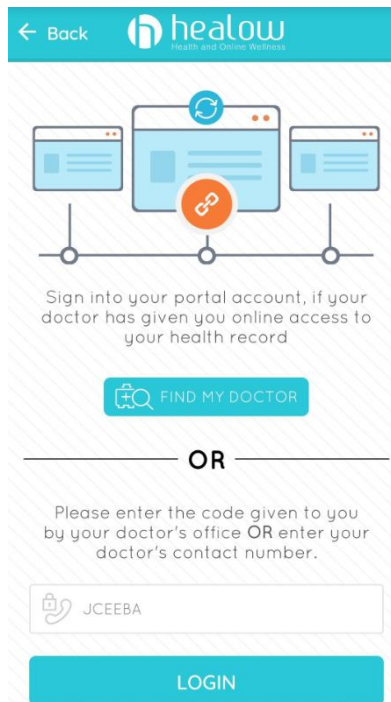 ← Back
healow
Health and Online Wellness
Sign into your portal account, if your
doctor has given you online access to
your health record
FIND MY DOCTOR
OR
Please enter the code given to you
by your doctor's office OR enter your
doctor's contact number.
JCEEBA
LOGIN